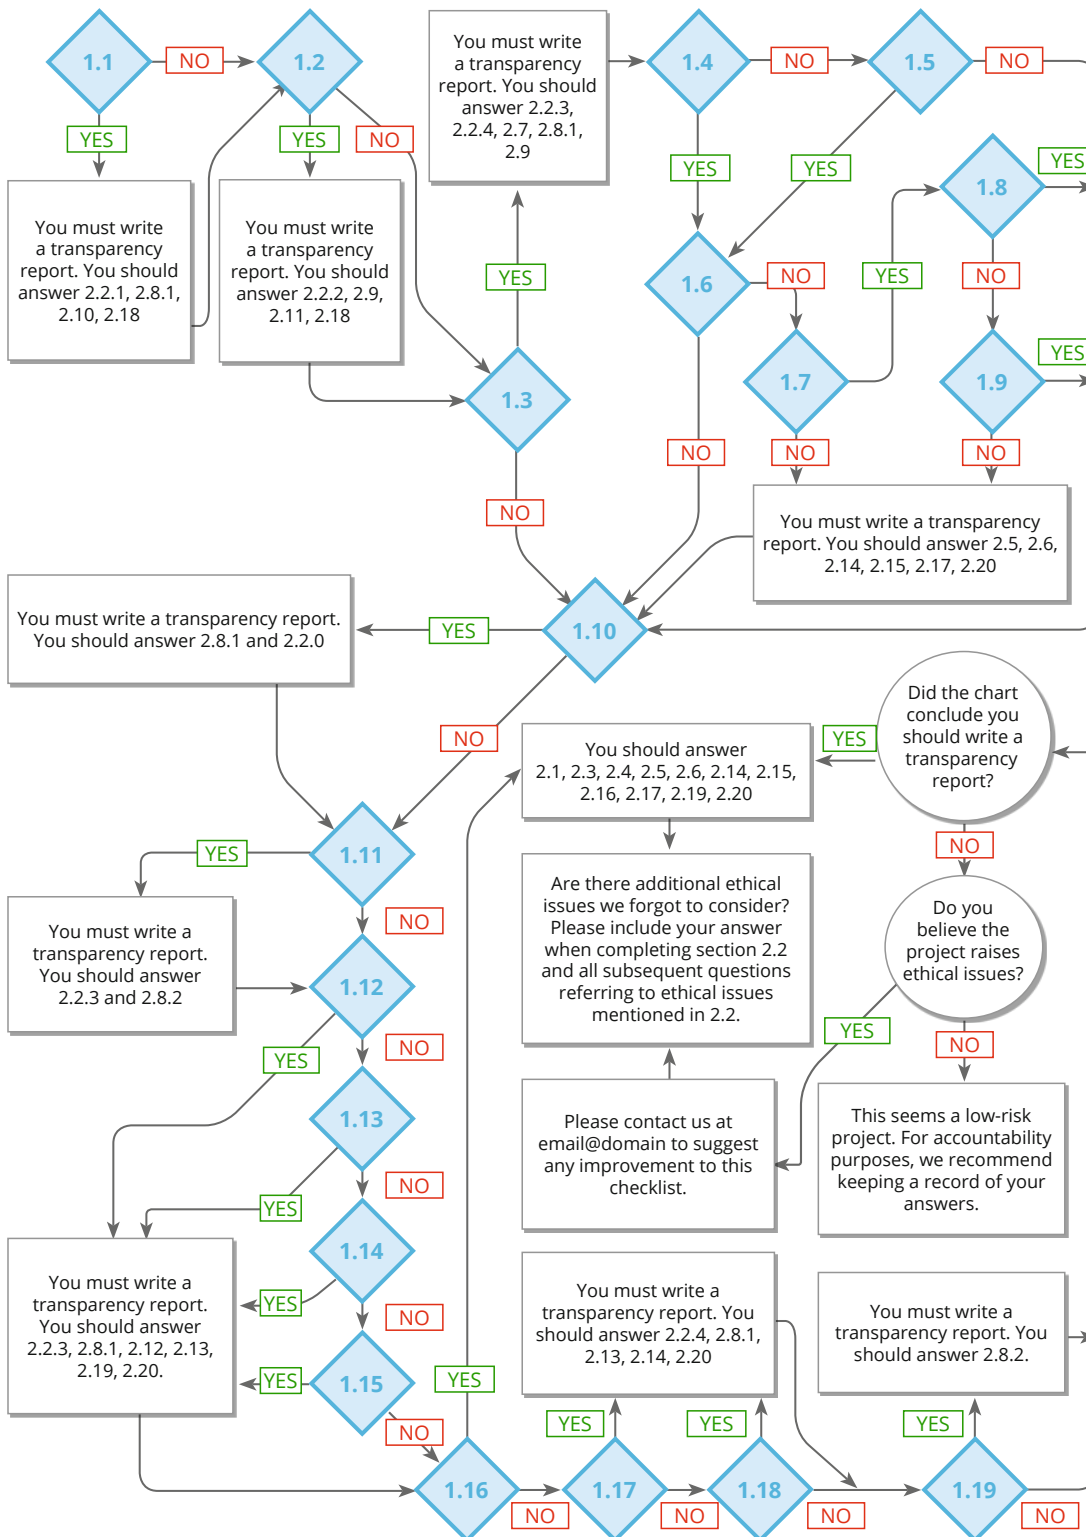 1.1
NO
1.2
YES
YES
NO
You must write
a transparency
report. You should
answer 2.2.1, 2.8.1,
2.10, 2.18
You must write
a transparency
report. You should
answer 2.2.2, 2.9,
2.11, 2.18
You must write
a transparency
report. You should
answer 2.2.3,
2.2.4, 2.7, 2.8.1,
2.9
YES
1.3
NO
1.4
NO
1.5
NO
YES
YES
1.6
NO
NO
1.7
YES
NO
1.8
YES
NO
1.9
YES
NO
You must write a transparency
report. You should answer 2.5, 2.6,
2.14, 2.15, 2.17, 2.20
1.10
YES
You must write a transparency report.
You should answer 2.8.1 and 2.2.0
NO
1.11
YES
NO
You must write a
transparency report.
You should answer
2.2.3 and 2.8.2
1.12
YES
NO
1.13
YES
NO
1.14
YES
NO
1.15
YES
NO
You must write a
transparency report.
You should answer
2.2.3, 2.8.1, 2.12, 2.13,
2.19, 2.20.
1.16
YES
NO
1.17
YES
NO
1.18
YES
NO
You must write a
transparency report. You
should answer 2.2.4, 2.8.1,
2.13, 2.14, 2.20
1.19
YES
NO
You must write a
transparency report. You
should answer 2.8.2.
Did the chart
conclude you
should write a
transparency
report?
YES
NO
You should answer
2.1, 2.3, 2.4, 2.5, 2.6, 2.14, 2.15,
2.16, 2.17, 2.19, 2.20
Are there additional ethical
issues we forgot to consider?
Please include your answer
when completing section 2.2
and all subsequent questions
referring to ethical issues
mentioned in 2.2.
Do you
believe the
project raises
ethical issues?
YES
NO
Please contact us at
email@domain to suggest
any improvement to this
checklist.
This seems a low-risk
project. For accountability
purposes, we recommend
keeping a record of your
answers.